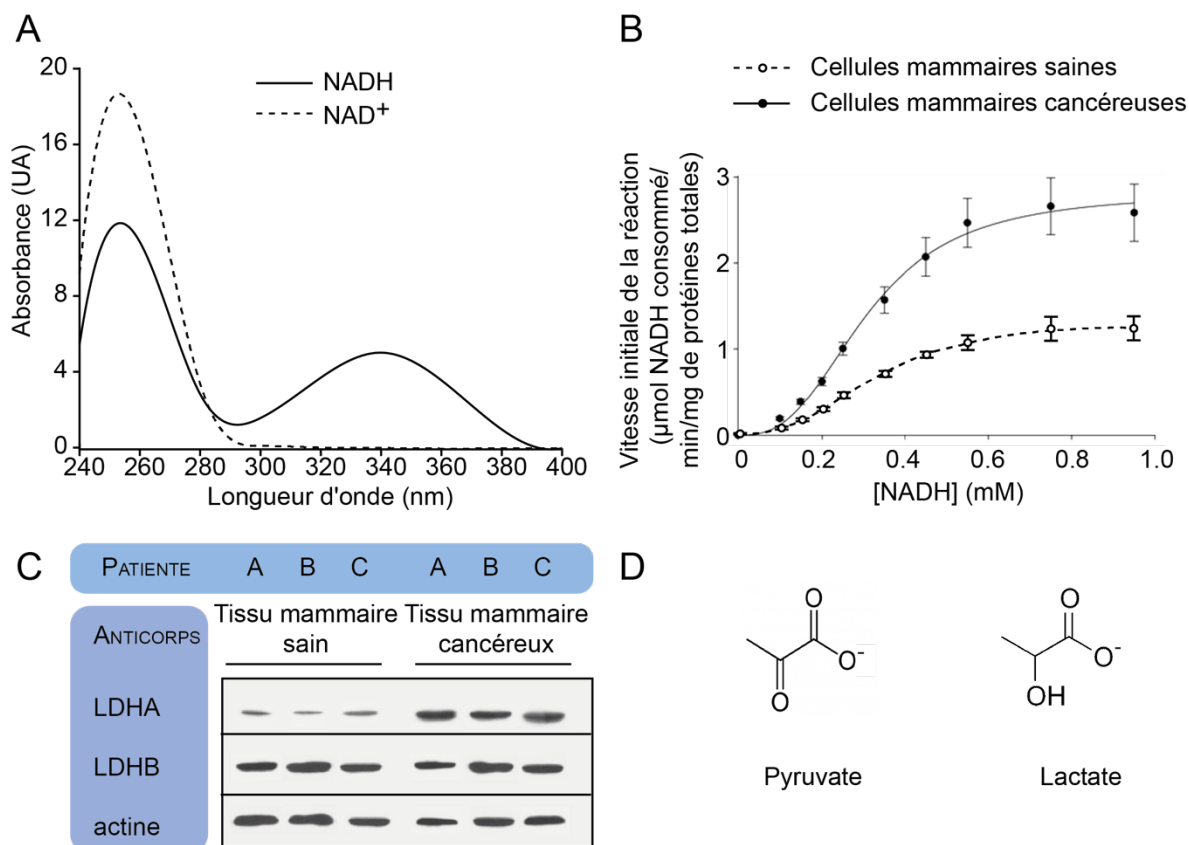 A
Absorbance (UA)
20
16
12
8
4
0
NADH
NAD+
240 260 280 300 320 340 360 380 400
Longueur d'onde (nm)
B
Cellules mammaires saines
Cellules mammaires cancéreuses
Vitesse initiale de la réaction
(µmol NADH consommé/
min/mg de protéines totales)
3
2
1
0
0 0.2 0.4 0.6 0.8 1.0
[NADH] (mM)
C
PATIENTE A B C A B C
ANTICORPS
Tissu mammaire
sain
Tissu mammaire
cancéreux
LDHA
LDHB
actine
D
O
O-
O
Pyruvate
O
O-
OH
Lactate